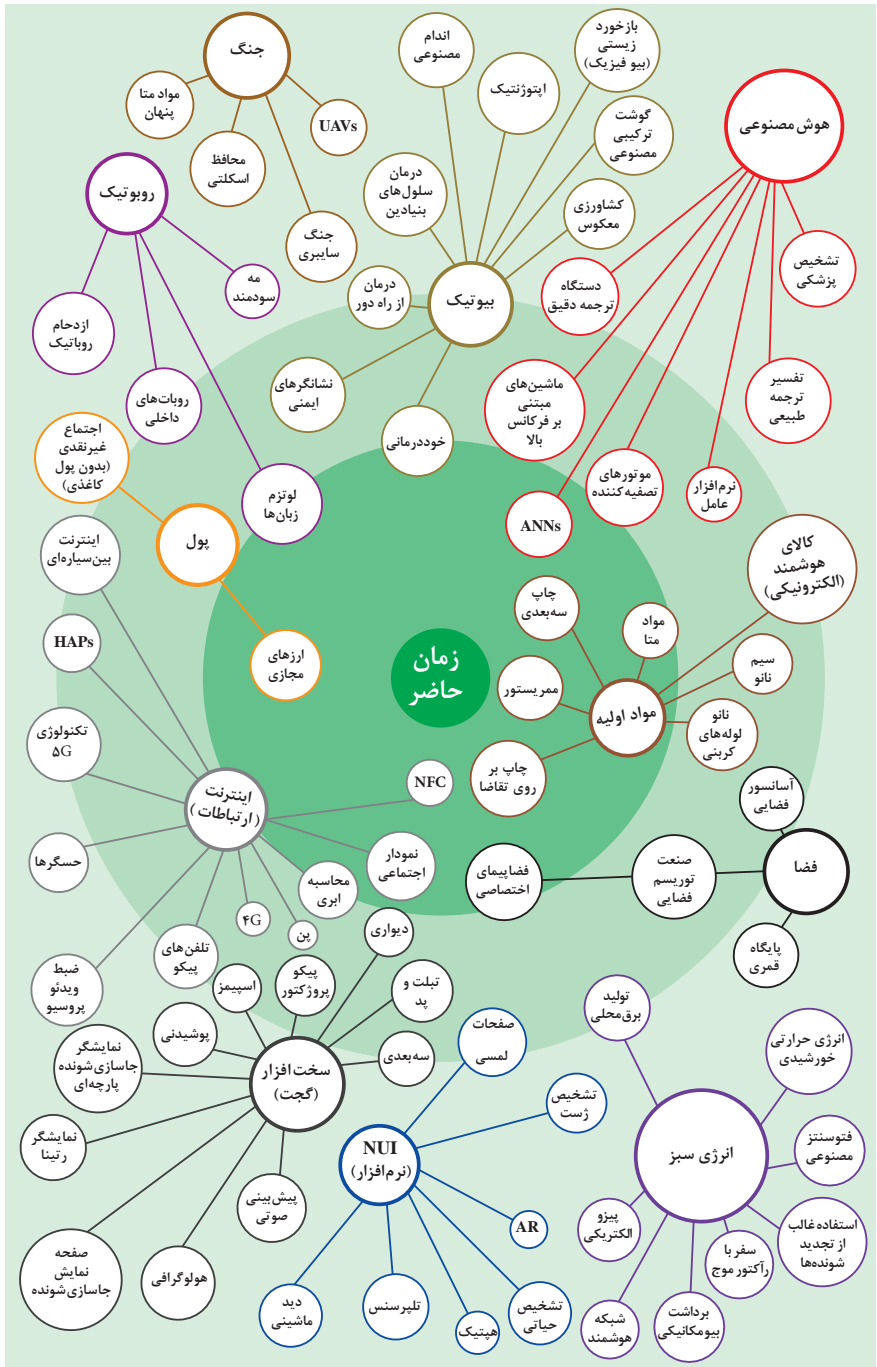 جنگ
مواد متا
پنهان
محافظ
اسکلتی
UAVs
جنگ
سایبری
روبوتیک
ازدحام
روباتیک
روبات‌های
داخلی
مه
سودمند
لوتزم
زبان‌ها
اندام
مصنوعی
اپتوژنتیک
بازخورد
زیستی
(بیو فیزیک)
گوشت
ترکیبی
مصنوعی
درمان
سلول‌های
بنیادین
کشاورزی
معکوس
بیوتیک
درمان
از راه دور
نشانگرهای
ایمنی
خوددرمانی
هوش مصنوعی
تشخیص
پزشکی
دستگاه
ترجمه دقیق
ماشین‌های
مبتنی
بر فرکانس
بالا
تفسیر
ترجمه
طبیعی
موتورهای
تصفیه‌کننده
نرم‌افزار
عامل
ANNs
اجتماع
غیرنقدی
(بدون پول
کاغذی)
پول
ارزهای
مجازی
زمان
حاضر
کالای
هوشمند
(الکترونیکی)
چاپ
سه‌بعدی
مواد
متا
سیم
نانو
ممریستور
مواد اولیه
نانو
لوله‌های
کربنی
چاپ بر
روی تقاضا
اینترنت
بین‌سیاره‌ای
HAPs
تکنولوژی
۵G
اینترنت
(ارتباطات)
NFC
حسگرها
نمودار
اجتماعی
محاسبه
ابری
۴G
پن
تلفن‌های
پیکو
ضبط
ویدئو
پروسیو
آسانسور
فضایی
فضا
صنعت
توریسم
فضایی
فضاپیمای
اختصاصی
پایگاه
قمری
دیواری
پیکو
پروژکتور
اسپیمز
تبلت و
پد
پوشیدنی
سه‌بعدی
نمایشگر
جاسازی‌شونده
پارچه‌ای
سخت‌افزار
(گجت)
نمایشگر
رتینا
پیش‌بینی
صوتی
صفحه
نمایش
جاسازی‌شونده
هولوگرافی
صفحات
لمسی
تشخیص
ژست
NUI
(نرم‌افزار)
AR
دید
ماشینی
تلپرسنس
هپتیک
تشخیص
حیاتی
تولید
برق‌محلی
انرژی حرارتی
خورشیدی
انرژی سبز
فتوسنتز
مصنوعی
پیزو
الکتریکی
استفاده غالب
از تجدید
شونده‌ها
سفر با
رآکتور موج
شبکه
هوشمند
برداشت
بیومکانیکی